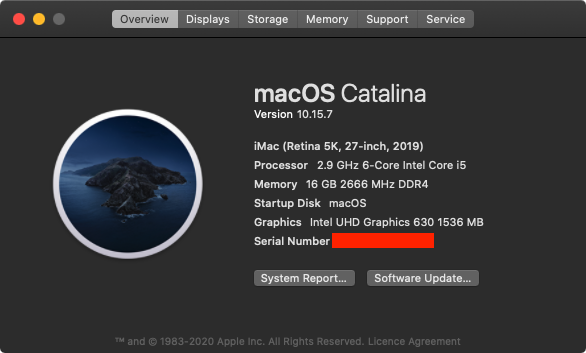 Overview Displays Storage Memory Support Service
macOS Catalina
Version 10.15.7
iMac (Retina 5K, 27-inch, 2019)
Processor 2.9 GHz 6-Core Intel Core i5
Memory 16 GB 2666 MHz DDR4
Startup Disk macOS
Graphics Intel UHD Graphics 630 1536 MB
Serial Number
System Report... Software Update...
™ and © 1983-2020 Apple Inc. All Rights Reserved. Licence Agreement